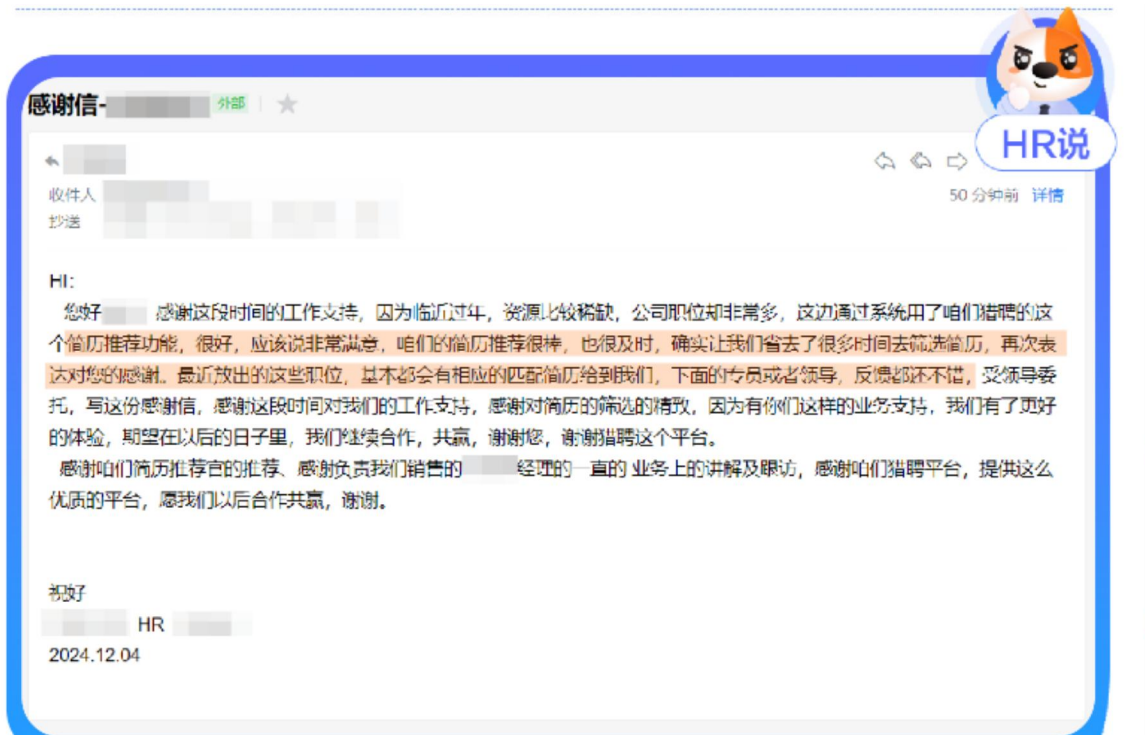 感谢信-
外部
HR说
收件人
50 分钟前 详情
抄送
HI:
您好 感谢这段时间的工作支持，因为临近过年，资源比较稀缺，公司职位却非常多，这边通过系统用了咱们猎聘的这
个简历推荐功能，很好，应该说非常满意，咱们的简历推荐很棒，也很及时，确实让我们省去了很多时间去筛选简历，再次表
达对您的感谢。最近放出的这些职位，基本都会有相应的匹配简历给到我们，下面的专员或者领导，反馈都还不错，受领导委
托，写这份感谢信，感谢这段时间对我们的工作支持，感谢对简历的筛选的精致，因为有你们这样的业务支持，我们有了更好
的体验，期望在以后的日子里，我们继续合作，共赢，谢谢您，谢谢猎聘这个平台。
感谢咱们简历推荐官的推荐、感谢负责我们销售的 经理的一直的 业务上的讲解及跟访，感谢咱们猎聘平台，提供这么
优质的平台，愿我们以后合作共赢，谢谢。
祝好
HR
2024.12.04